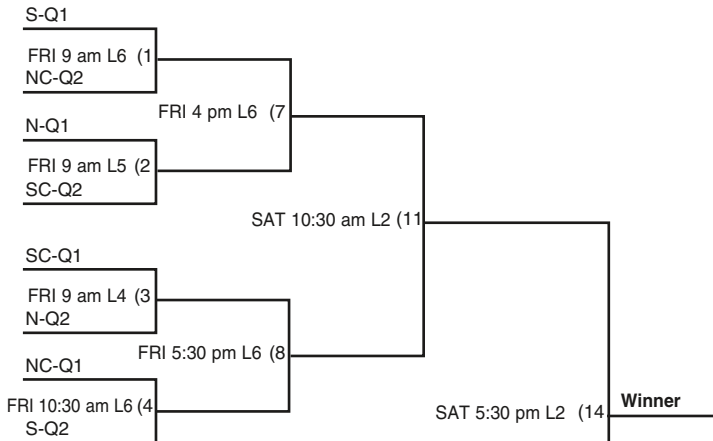 S-Q1
FRI 9 am L6 (1
NC-Q2
FRI 4 pm L6 (7
N-Q1
FRI 9 am L5 (2
SC-Q2
SAT 10:30 am L2 (11
SC-Q1
FRI 9 am L4 (3
N-Q2
FRI 5:30 pm L6 (8
NC-Q1
FRI 10:30 am L6 (4
S-Q2
Winner
SAT 5:30 pm L2 (14